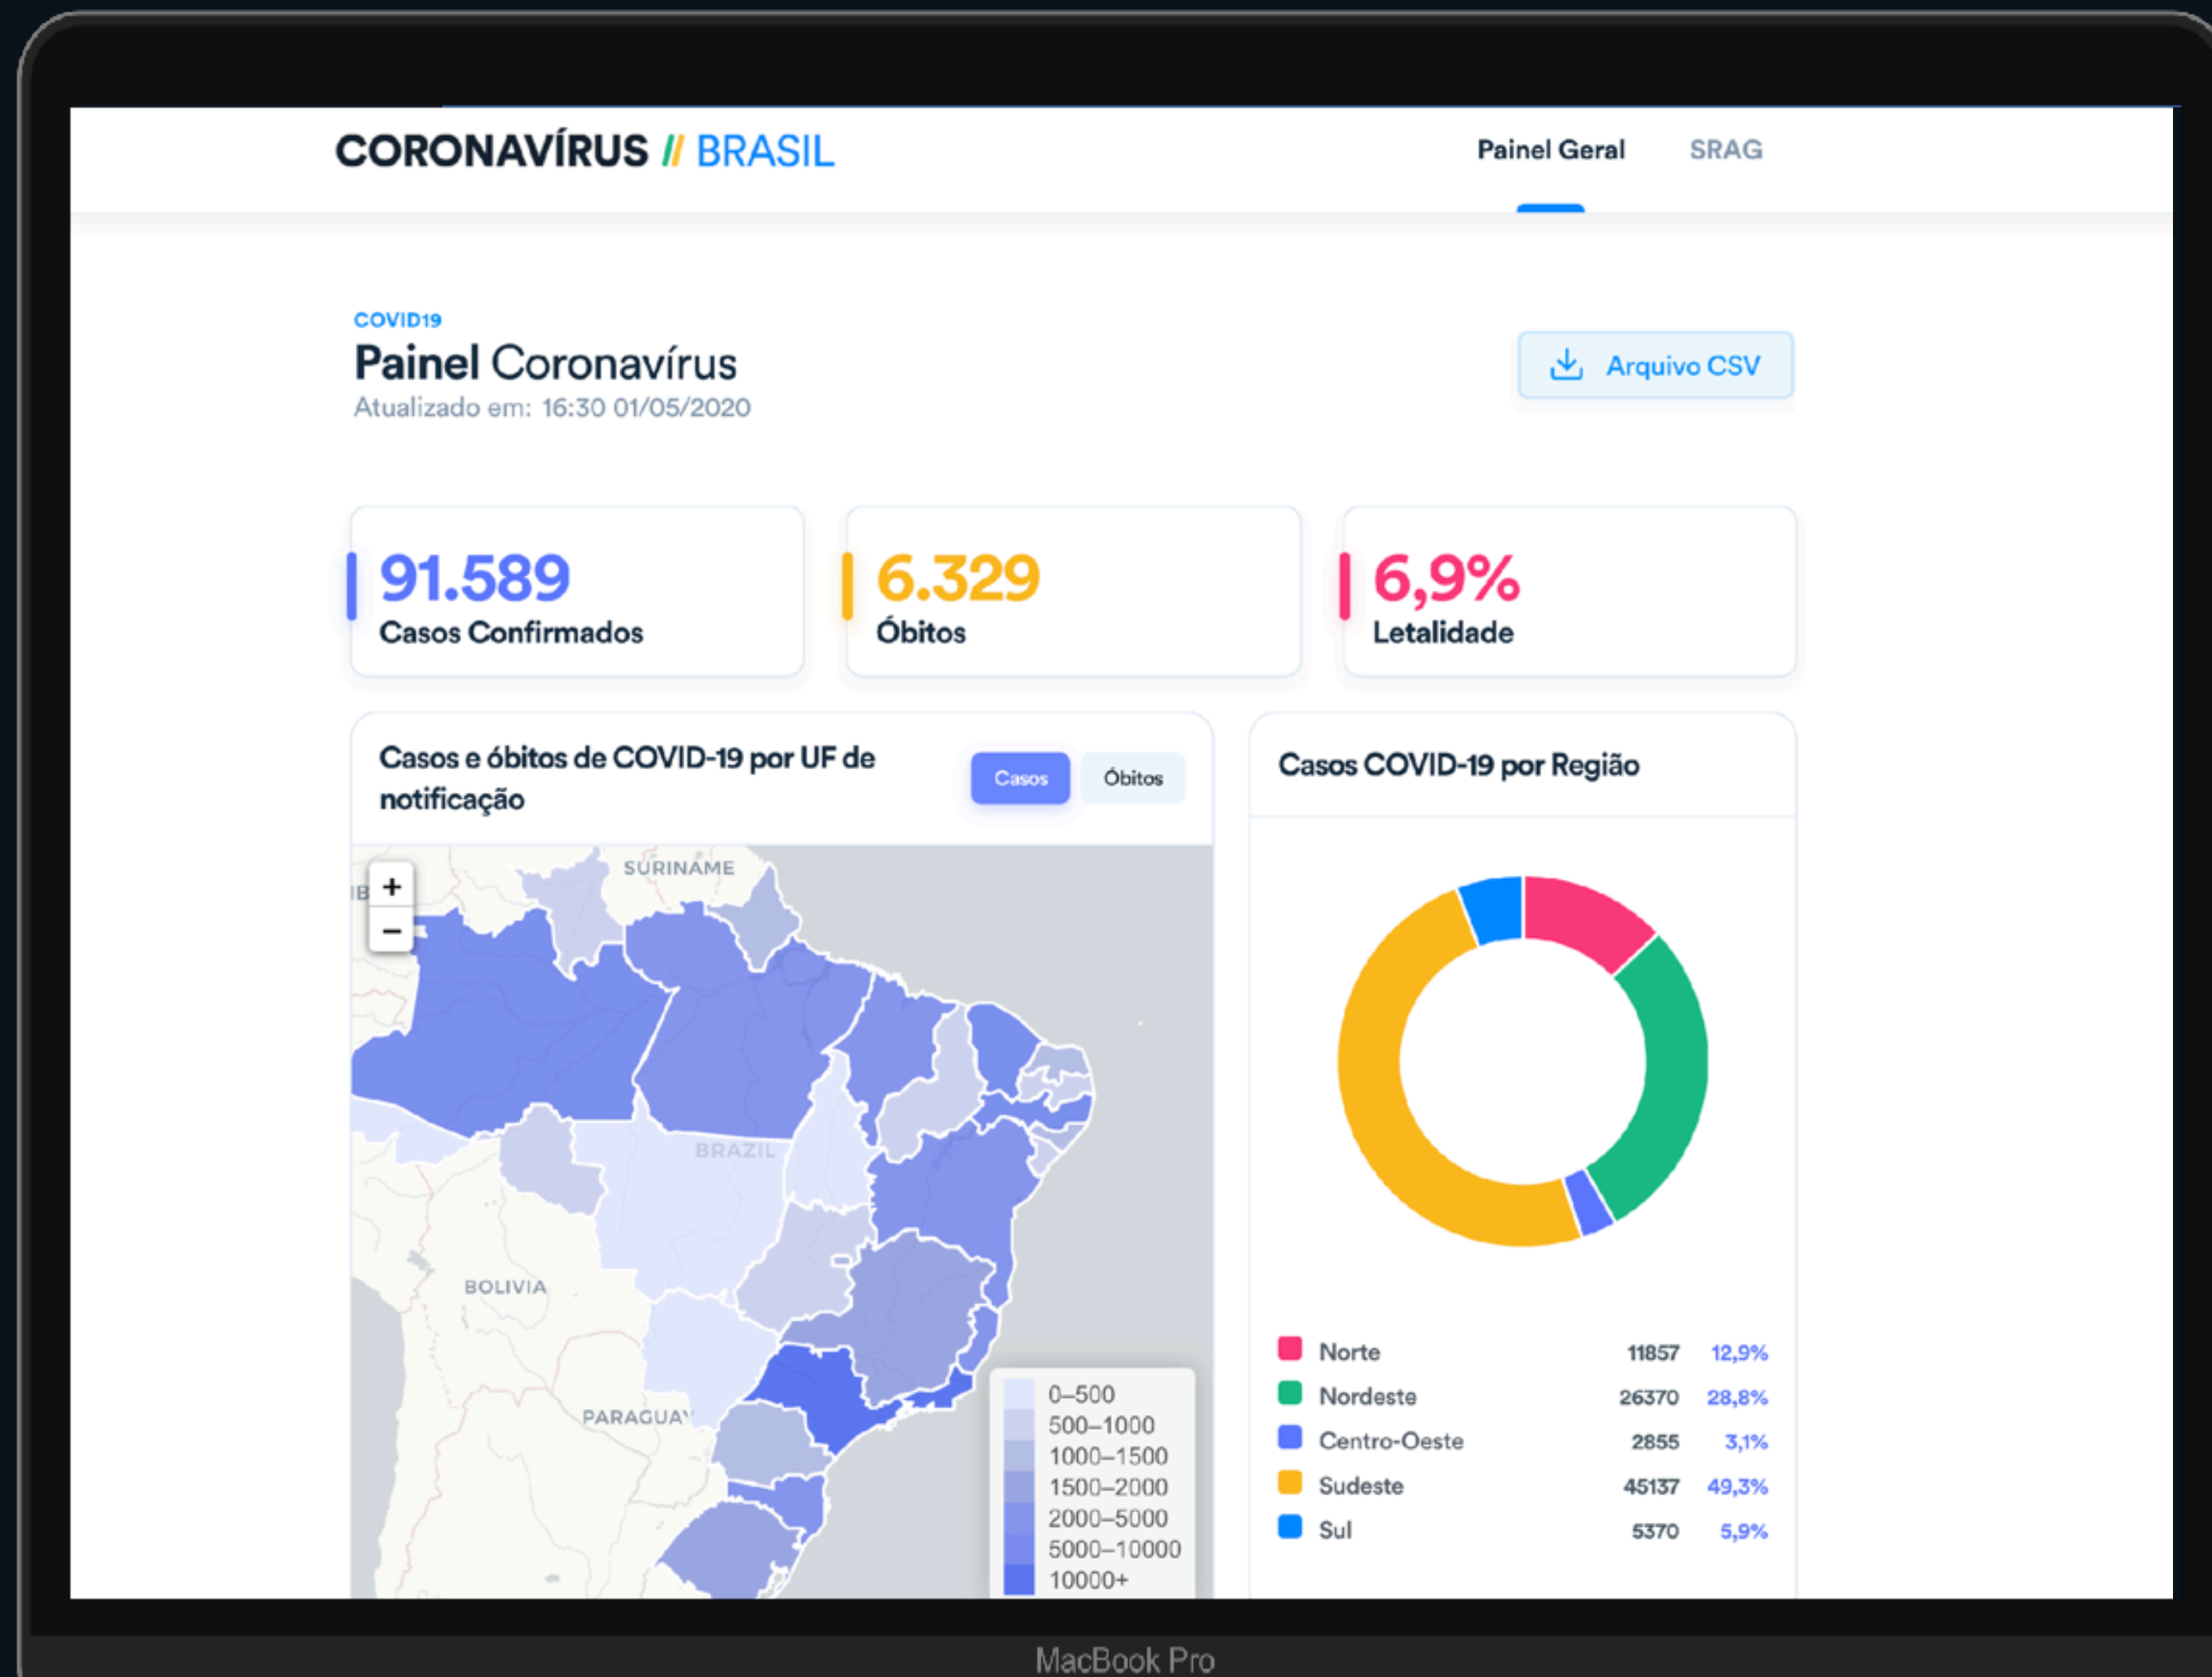 CORONAVÍRUS // BRASIL
Painel Geral
SRAG
COVID19
Painel Coronavírus
Atualizado em: 16:30 01/05/2020
Arquivo CSV
91.589
Casos Confirmados
6.329
Óbitos
6,9%
Letalidade
Casos e óbitos de COVID-19 por UF de
notificação
Casos
Óbitos
+
−
SURINAME
BRAZIL
BOLIVIA
PARAGUAY
0–500
500–1000
1000–1500
1500–2000
2000–5000
5000–10000
10000+
Casos COVID-19 por Região
Norte 11857 12,9%
Nordeste 26370 28,8%
Centro-Oeste 2855 3,1%
Sudeste 45137 49,3%
Sul 5370 5,9%
MacBook Pro